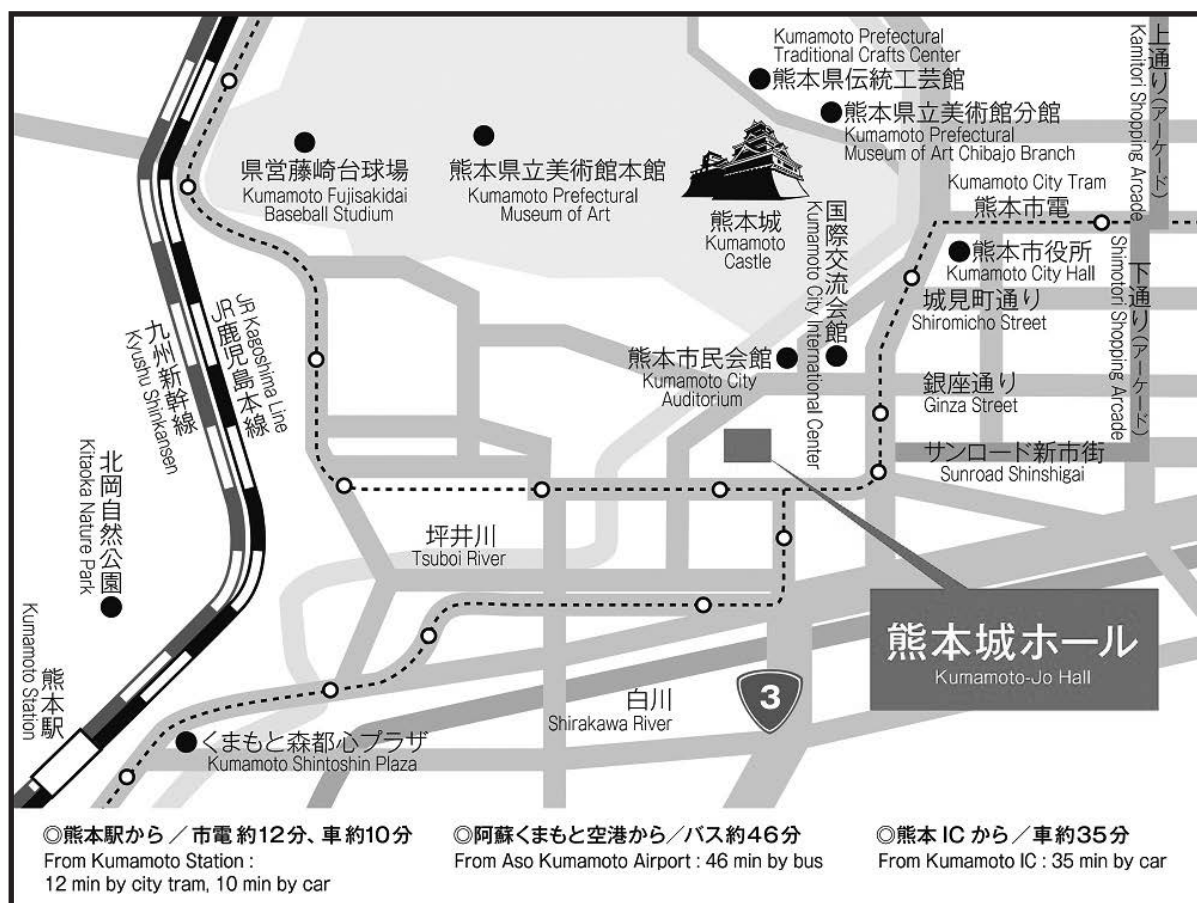 Kumamoto Prefectural
Traditional Crafts Center
熊本県伝統工芸館
熊本県立美術館分館
Kumamoto Prefectural
Museum of Art Chibajo Branch
上通り(アーケード)
Kamitori Shopping Arcade
県営藤崎台球場
Kumamoto Fujisakidai
Baseball Studium
熊本県立美術館本館
Kumamoto Prefectural
Museum of Art
熊本城
Kumamoto
Castle
国際交流会館
Kumamoto City International Center
Kumamoto City Tram
熊本市電
熊本市役所
Kumamoto City Hall
下通り(アーケード)
Shimotori Shopping Arcade
城見町通り
Shiromicho Street
熊本市民会館
Kumamoto City
Auditorium
銀座通り
Ginza Street
サンロード新市街
Sunroad Shinshigai
JR Kagoshima Line
JR鹿児島本線
九州新幹線
Kyushu Shinkansen
北岡自然公園
Kitaoka Nature Park
坪井川
Tsuboi River
熊本城ホール
Kumamoto-Jo Hall
熊本駅
Kumamoto Station
白川
Shirakawa River
3
くまもと森都心プラザ
Kumamoto Shintoshin Plaza
◎熊本駅から/市電約12分、車約10分
From Kumamoto Station :
12 min by city tram, 10 min by car
◎阿蘇くまもと空港から/バス約46分
From Aso Kumamoto Airport : 46 min by bus
◎熊本ICから/車約35分
From Kumamoto IC : 35 min by car